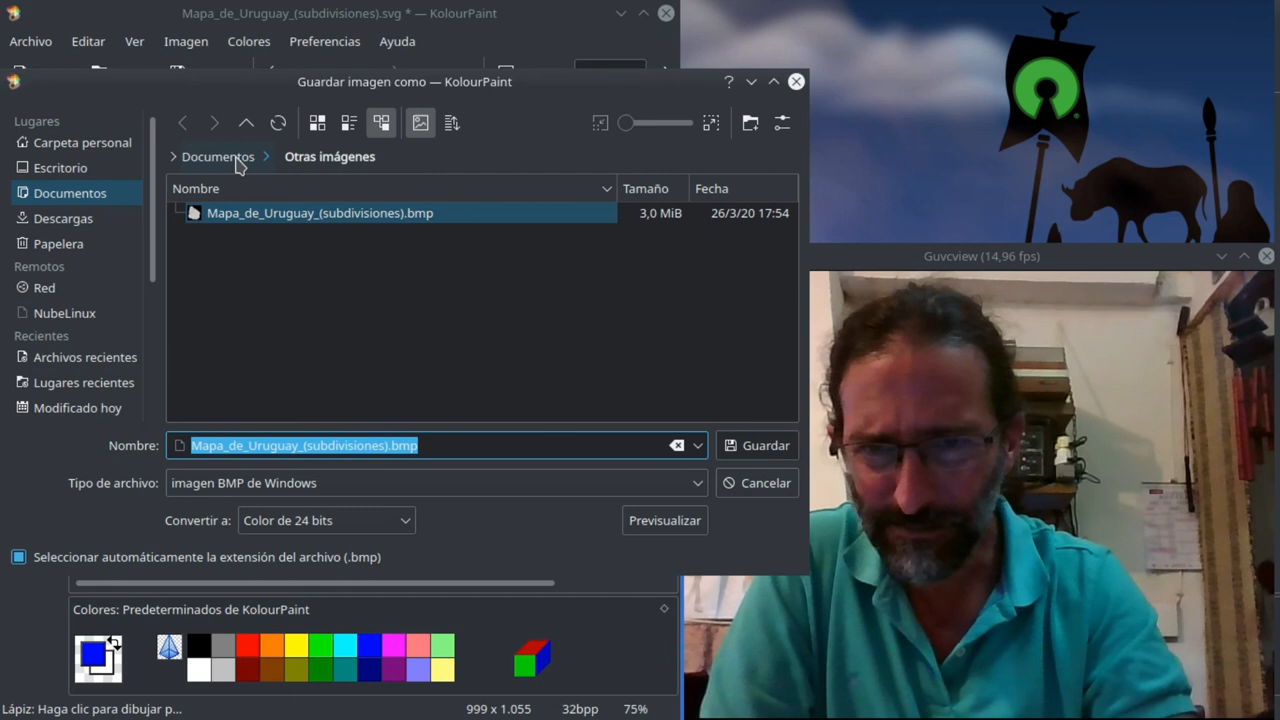 Mapa_de_Uruguay_(subdivisiones).svg * — KolourPaint
Archivo Editar Ver Imagen Colores Preferencias Ayuda
Guardar imagen como — KolourPaint
Lugares
Carpeta personal
Escritorio
Documentos
Descargas
Papelera
Remotos
Red
NubeLinux
Recientes
Archivos recientes
Lugares recientes
Modificado hoy
Documentos Otras imágenes
Nombre Tamaño Fecha
Mapa_de_Uruguay_(subdivisiones).bmp 3,0 MiB 26/3/20 17:54
Nombre: Mapa_de_Uruguay_(subdivisiones).bmp Guardar
Tipo de archivo: imagen BMP de Windows Cancelar
Convertir a: Color de 24 bits Previsualizar
Seleccionar automáticamente la extensión del archivo (.bmp)
Colores: Predeterminados de KolourPaint
Lápiz: Haga clic para dibujar p... 999 x 1.055 32bpp 75%
Guvcview (14,96 fps)